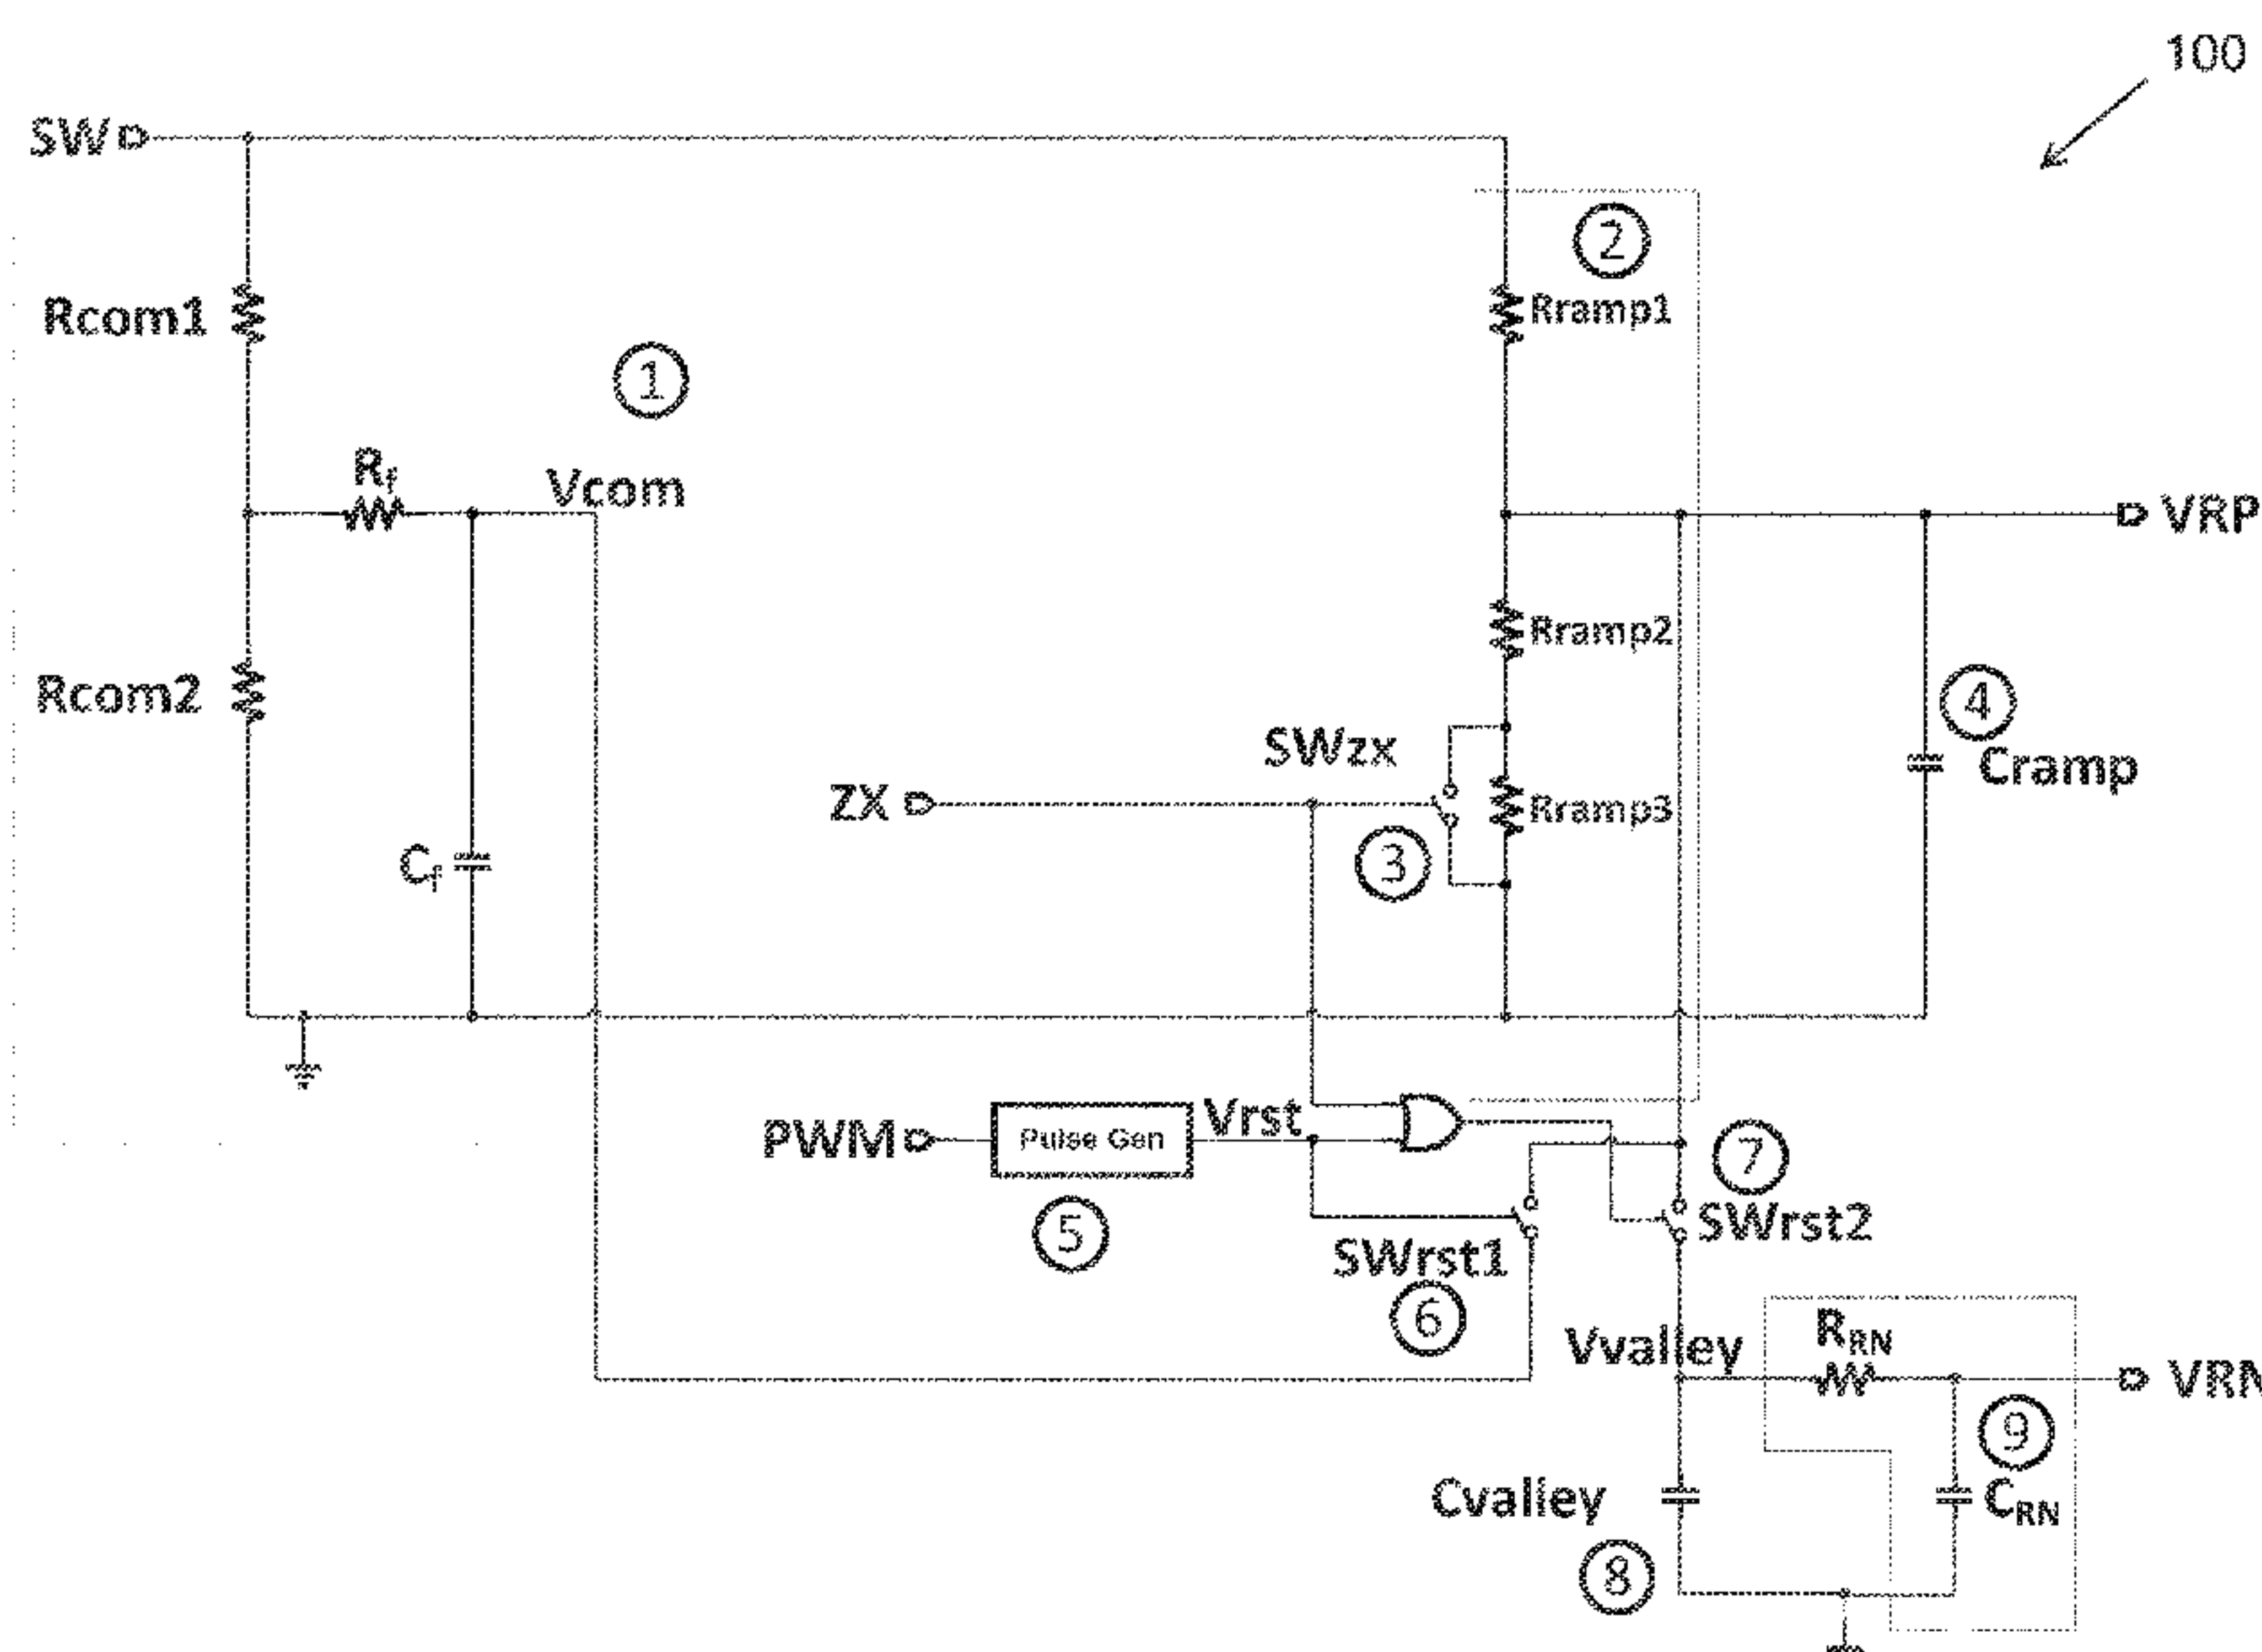 100
SW
2
Rcom1
Rramp1
1
Rf
Vcom
VRP
Rramp2
Rcom2
4
SWzx
Cramp
ZX
Rramp3
Cf
3
Vrst
PWM
Pulse Gen
7
5
SWrst1
SWrst2
6
Vvalley
RRN
VRN
9
Cvalley
CRN
8